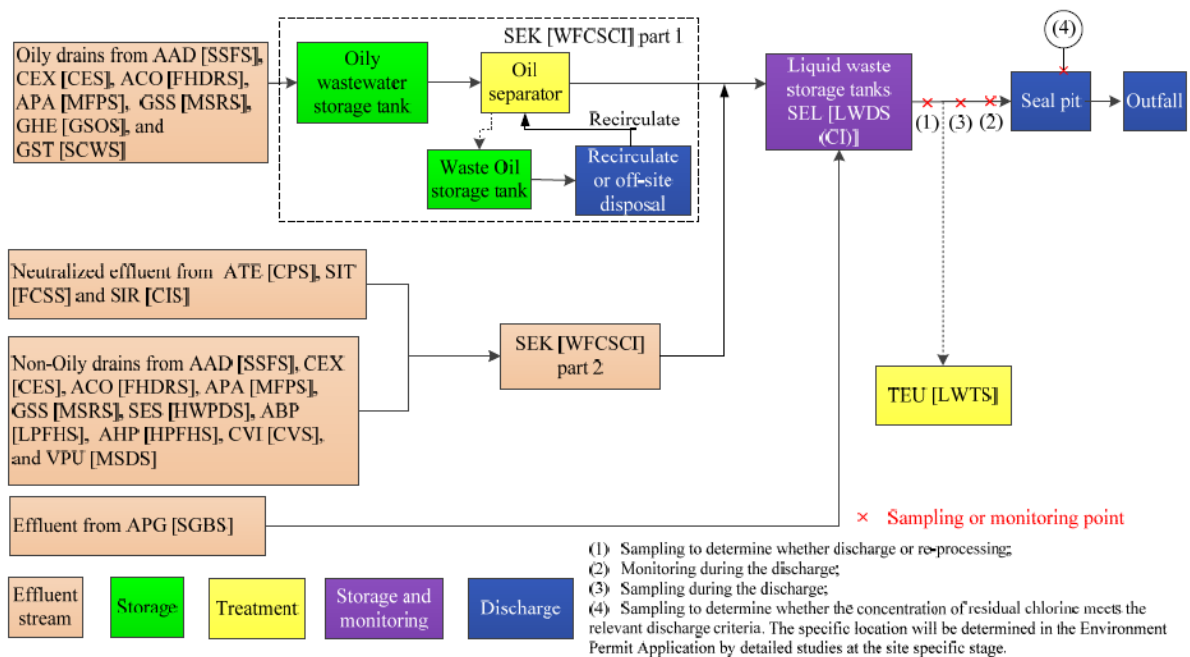 SEK [WFCSCI] part 1
(4)
Oily drains from AAD [SSFS],
CEX [CES], ACO [FHDRS],
APA [MFPS], GSS [MSRS],
GHE [GSOS], and
GST [SCWS]
Oily
wastewater
storage tank
Oil
separator
Recirculate
Waste Oil
storage tank
Recirculate
or off-site
disposal
Liquid waste
storage tanks
SEL [LWDS
(CI)]
(1) (3) (2)
Seal pit
Outfall
Neutralized effluent from ATE [CPS], SIT
[FCSS] and SIR [CIS]
SEK [WFCSCI]
part 2
Non-Oily drains from AAD [SSFS], CEX
[CES], ACO [FHDRS], APA [MFPS],
GSS [MSRS], SES [HWPDS], ABP
[LPFHS], AHP [HPFHS], CVI [CVS],
and VPU [MSDS]
TEU [LWTS]
Effluent from APG [SGBS]
× Sampling or monitoring point
(1) Sampling to determine whether discharge or re-processing;
(2) Monitoring during the discharge;
(3) Sampling during the discharge;
(4) Sampling to determine whether the concentration of residual chlorine meets the
relevant discharge criteria. The specific location will be determined in the Environment
Permit Application by detailed studies at the site specific stage.
Effluent
stream
Storage
Treatment
Storage and
monitoring
Discharge